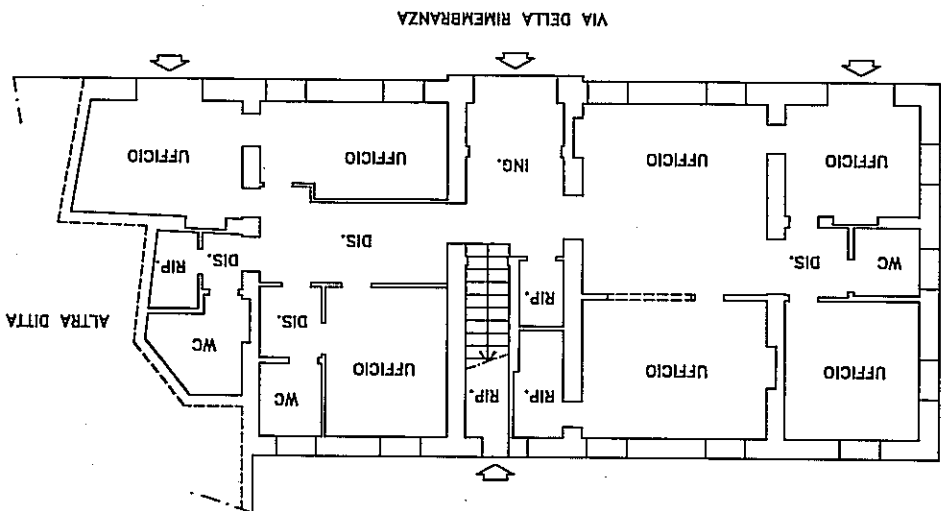 RIP.
RIP.
WC
UFFICIO
UFFICIO
UFFICIO
WC
DIS.
ALTRA DITTA
RIP.
RIP.
WC
DIS.
DIS.
DIS.
UFFICIO
UFFICIO
ING.
UFFICIO
UFFICIO
VIA DELLA RIMEMBRANZA